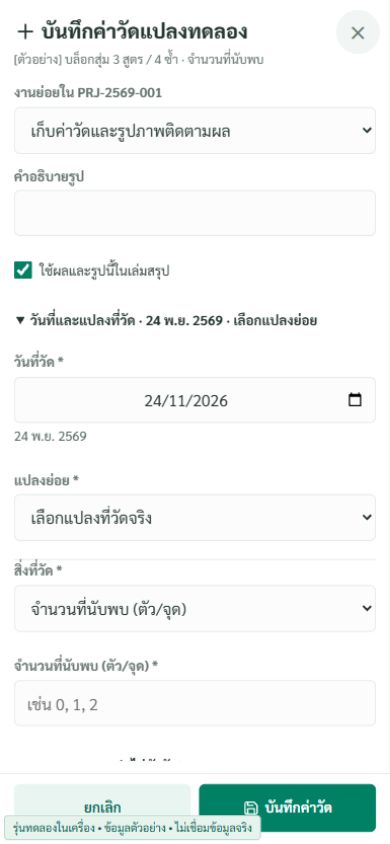 + บันทึกค่าวัดแปลงทดลอง
[ตัวอย่าง] บล็อกสุ่ม 3 สูตร / 4 ซ้ำ · จำนวนที่นับพบ
งานย่อยใน PRJ-2569-001
เก็บค่าวัดและรูปภาพติดตามผล
คำอธิบายรูป
ใช้ผลและรูปนี้ในเล่มสรุป
▼ วันที่และแปลงที่วัด · 24 พ.ย. 2569 · เลือกแปลงย่อย
วันที่วัด *
24/11/2026
24 พ.ย. 2569
แปลงย่อย *
เลือกแปลงที่วัดจริง
สิ่งที่วัด *
จำนวนที่นับพบ (ตัว/จุด)
จำนวนที่นับพบ (ตัว/จุด) *
เช่น 0, 1, 2
ยกเลิก
บันทึกค่าวัด
รุ่นทดลองในเครื่อง • ข้อมูลตัวอย่าง • ไม่เชื่อมข้อมูลจริง